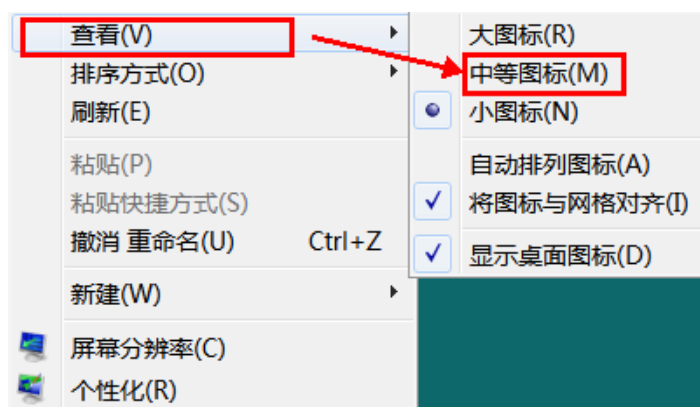 查看(V)
排序方式(O)
刷新(E)
粘贴(P)
粘贴快捷方式(S)
撤消 重命名(U) Ctrl+Z
新建(W)
屏幕分辨率(C)
个性化(R)
大图标(R)
中等图标(M)
小图标(N)
自动排列图标(A)
将图标与网格对齐(I)
显示桌面图标(D)